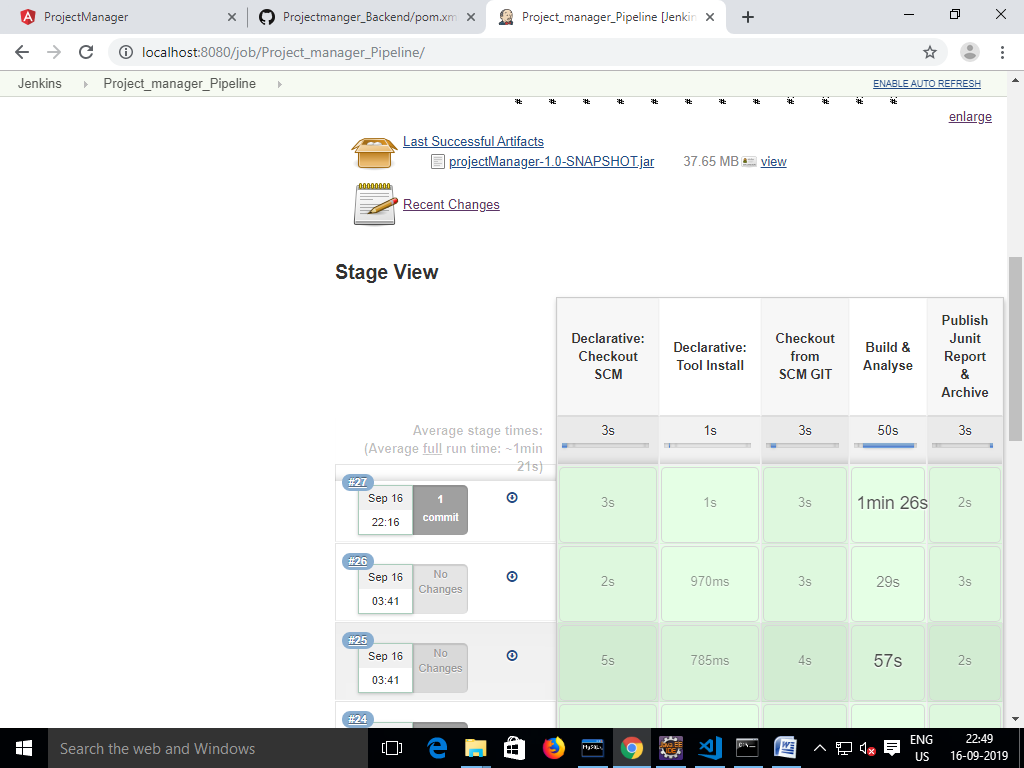 ProjectManager
Projectmanger_Backend/pom.xm
Project_manager_Pipeline [Jenkin
localhost:8080/job/Project_manager_Pipeline/
Jenkins
Project_manager_Pipeline
ENABLE AUTO REFRESH
enlarge
Last Successful Artifacts
projectManager-1.0-SNAPSHOT.jar 37.65 MB view
Recent Changes
Stage View
Declarative: Checkout SCM
Declarative: Tool Install
Checkout from SCM GIT
Build & Analyse
Publish Junit Report & Archive
Average stage times:
(Average full run time: ~1min
21s)
3s 1s 3s 50s 3s
#27
Sep 16
22:16
1 commit
3s 1s 3s 1min 26s 2s
#26
Sep 16
03:41
No Changes
2s 970ms 3s 29s 3s
#25
Sep 16
03:41
No Changes
5s 785ms 4s 57s 2s
#24
Search the web and Windows
ENG
US
22:49
16-09-2019